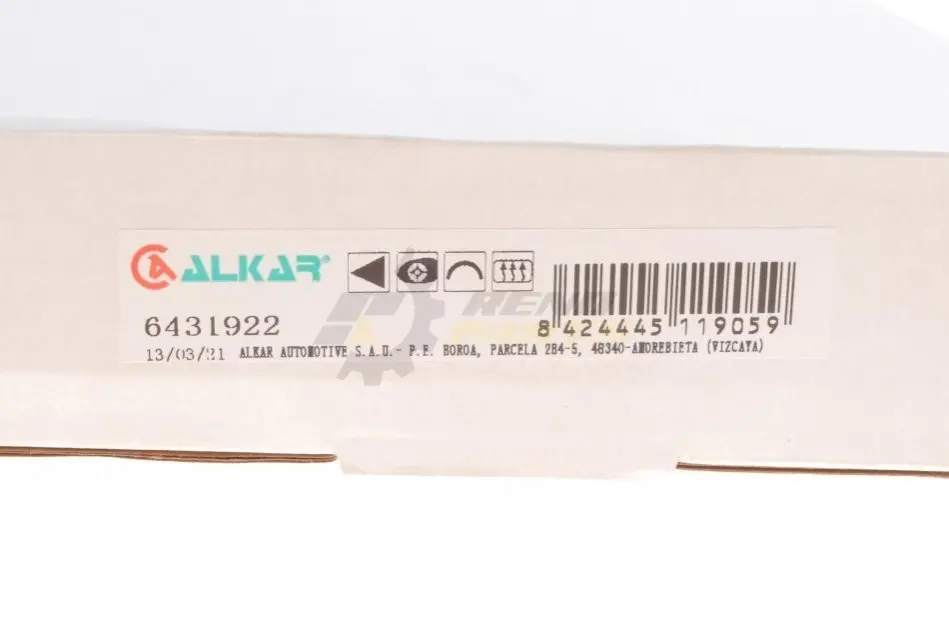 ALKAR®
6431922
8 424445 119059
13/03/21 ALKAR AUTOMOTIVE S.A.U.- P.E. BOROA, PARCELA 2B4-5, 48340-AMOREBIETA (VIZCAYA)